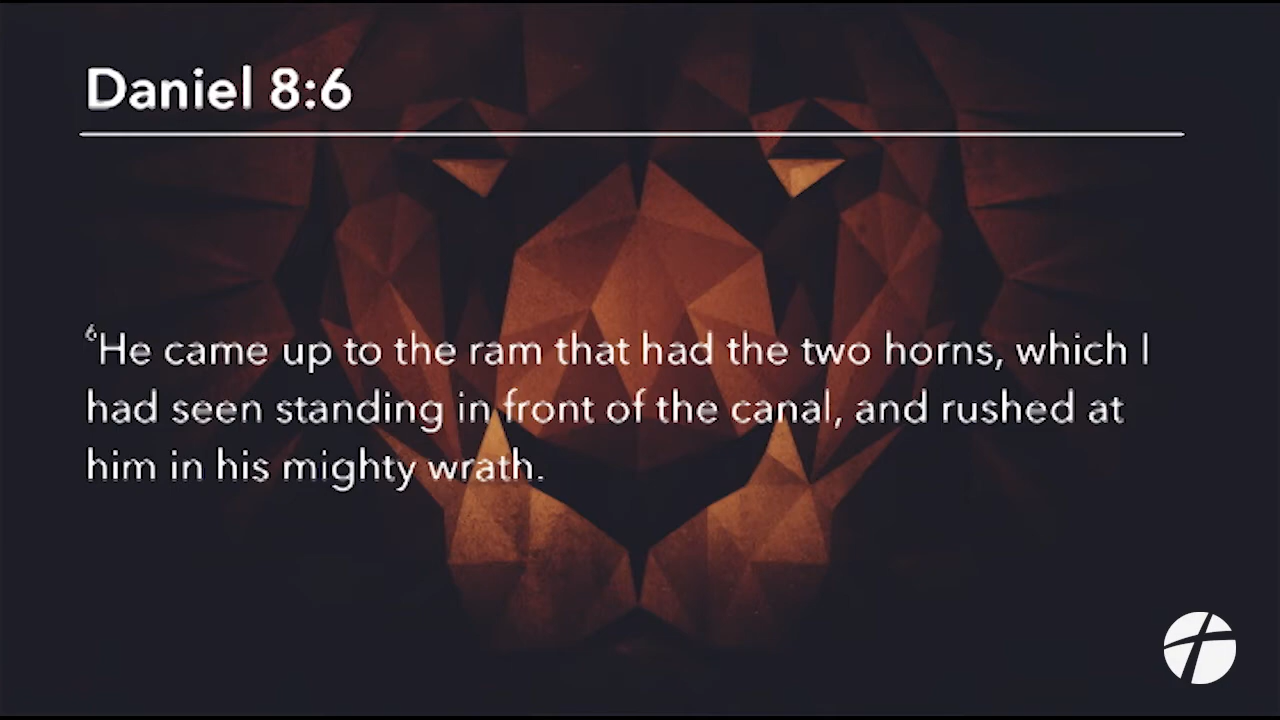 Daniel 8:6
6He came up to the ram that had the two horns, which I
had seen standing in front of the canal, and rushed at
him in his mighty wrath.